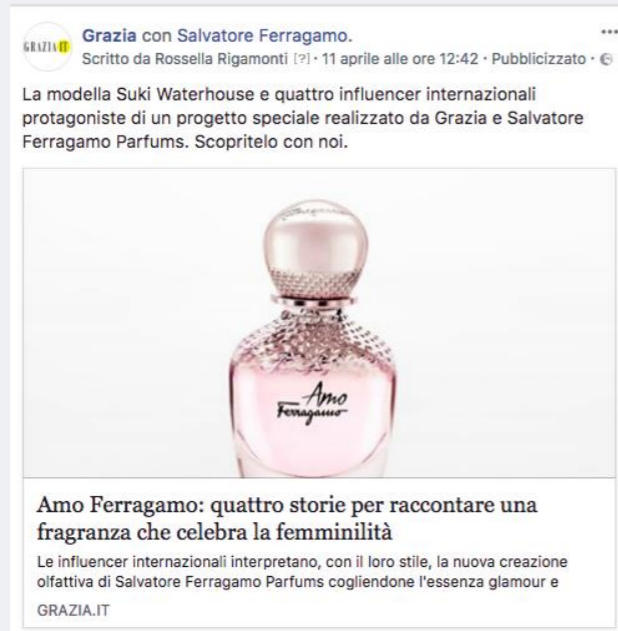 GRAZIA IT
Grazia con Salvatore Ferragamo.
Scritto da Rossella Rigamonti [?] · 11 aprile alle ore 12:42 · Pubblicizzato ·
La modella Suki Waterhouse e quattro influencer internazionali
protagoniste di un progetto speciale realizzato da Grazia e Salvatore
Ferragamo Parfums. Scopritelo con noi.
Amo
Ferragamo
Amo Ferragamo: quattro storie per raccontare una
fragranza che celebra la femminilità
Le influencer internazionali interpretano, con il loro stile, la nuova creazione
olfattiva di Salvatore Ferragamo Parfums cogliendone l'essenza glamour e
GRAZIA.IT